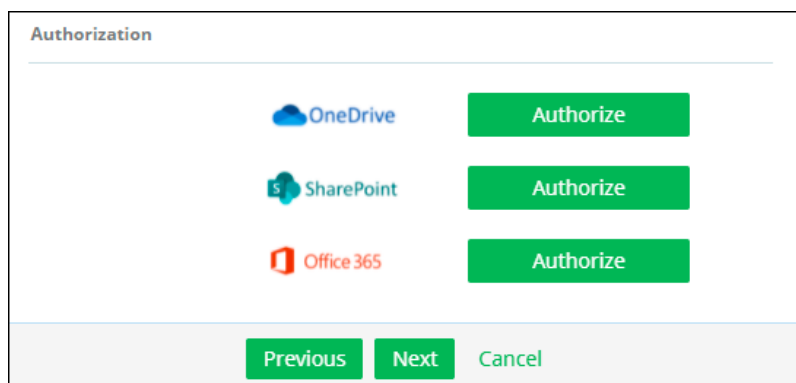 Authorization
OneDrive Authorize
S SharePoint Authorize
Office 365 Authorize
Previous Next Cancel